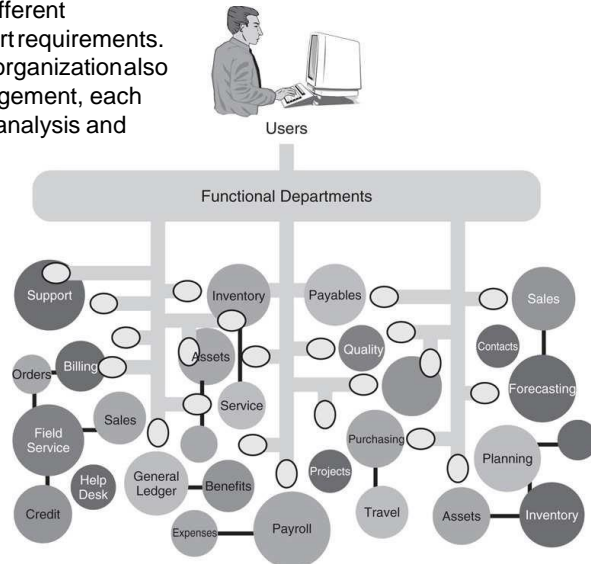 ifferent
rt requirements.
organization also
gement, each
analysis and
Users
Functional Departments
Support
Inventory
Payables
Sales
Orders
Billing
Assets
Quality
Contacts
Forecasting
Service
Sales
Field
Service
Purchasing
Planning
Help
Desk
General
Ledger
Benefits
Projects
Credit
Expenses
Payroll
Travel
Assets
Inventory